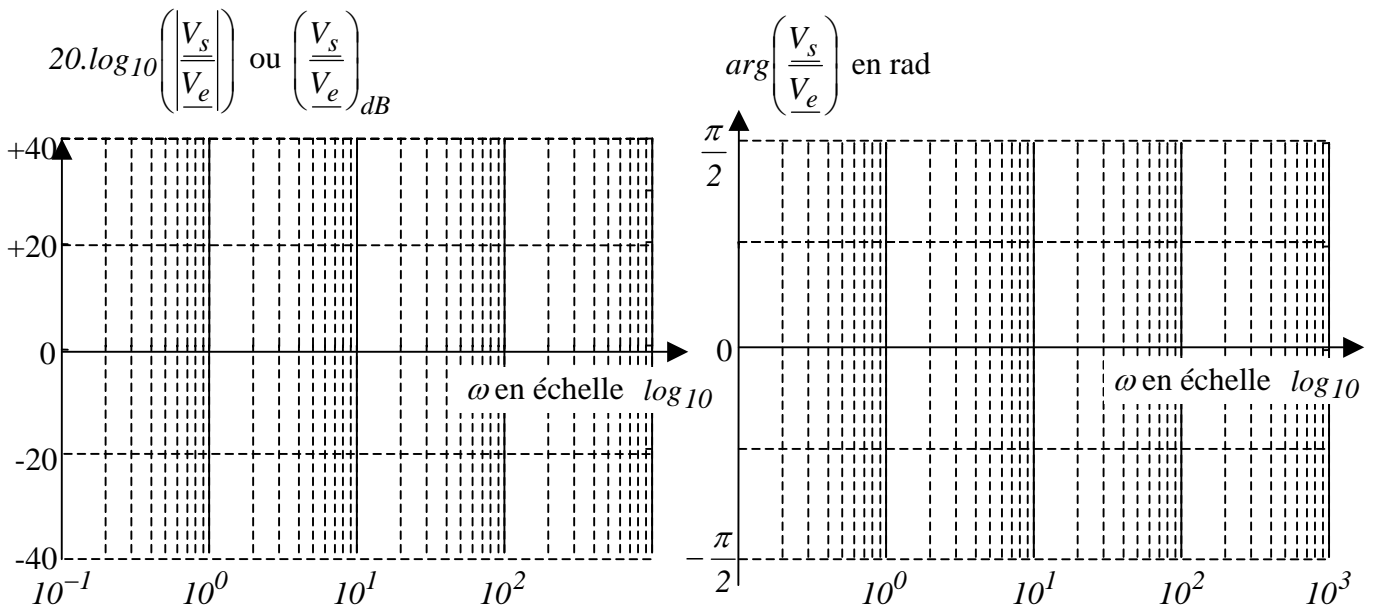 20.log10(|Vs/Ve|) ou (Vs/Ve)dB
+40
+20
0
-20
-40
ω en échelle log10
10^-1 10^0 10^1 10^2
arg(Vs/Ve) en rad
π/2
0
-π/2
ω en échelle log10
10^0 10^1 10^2 10^3